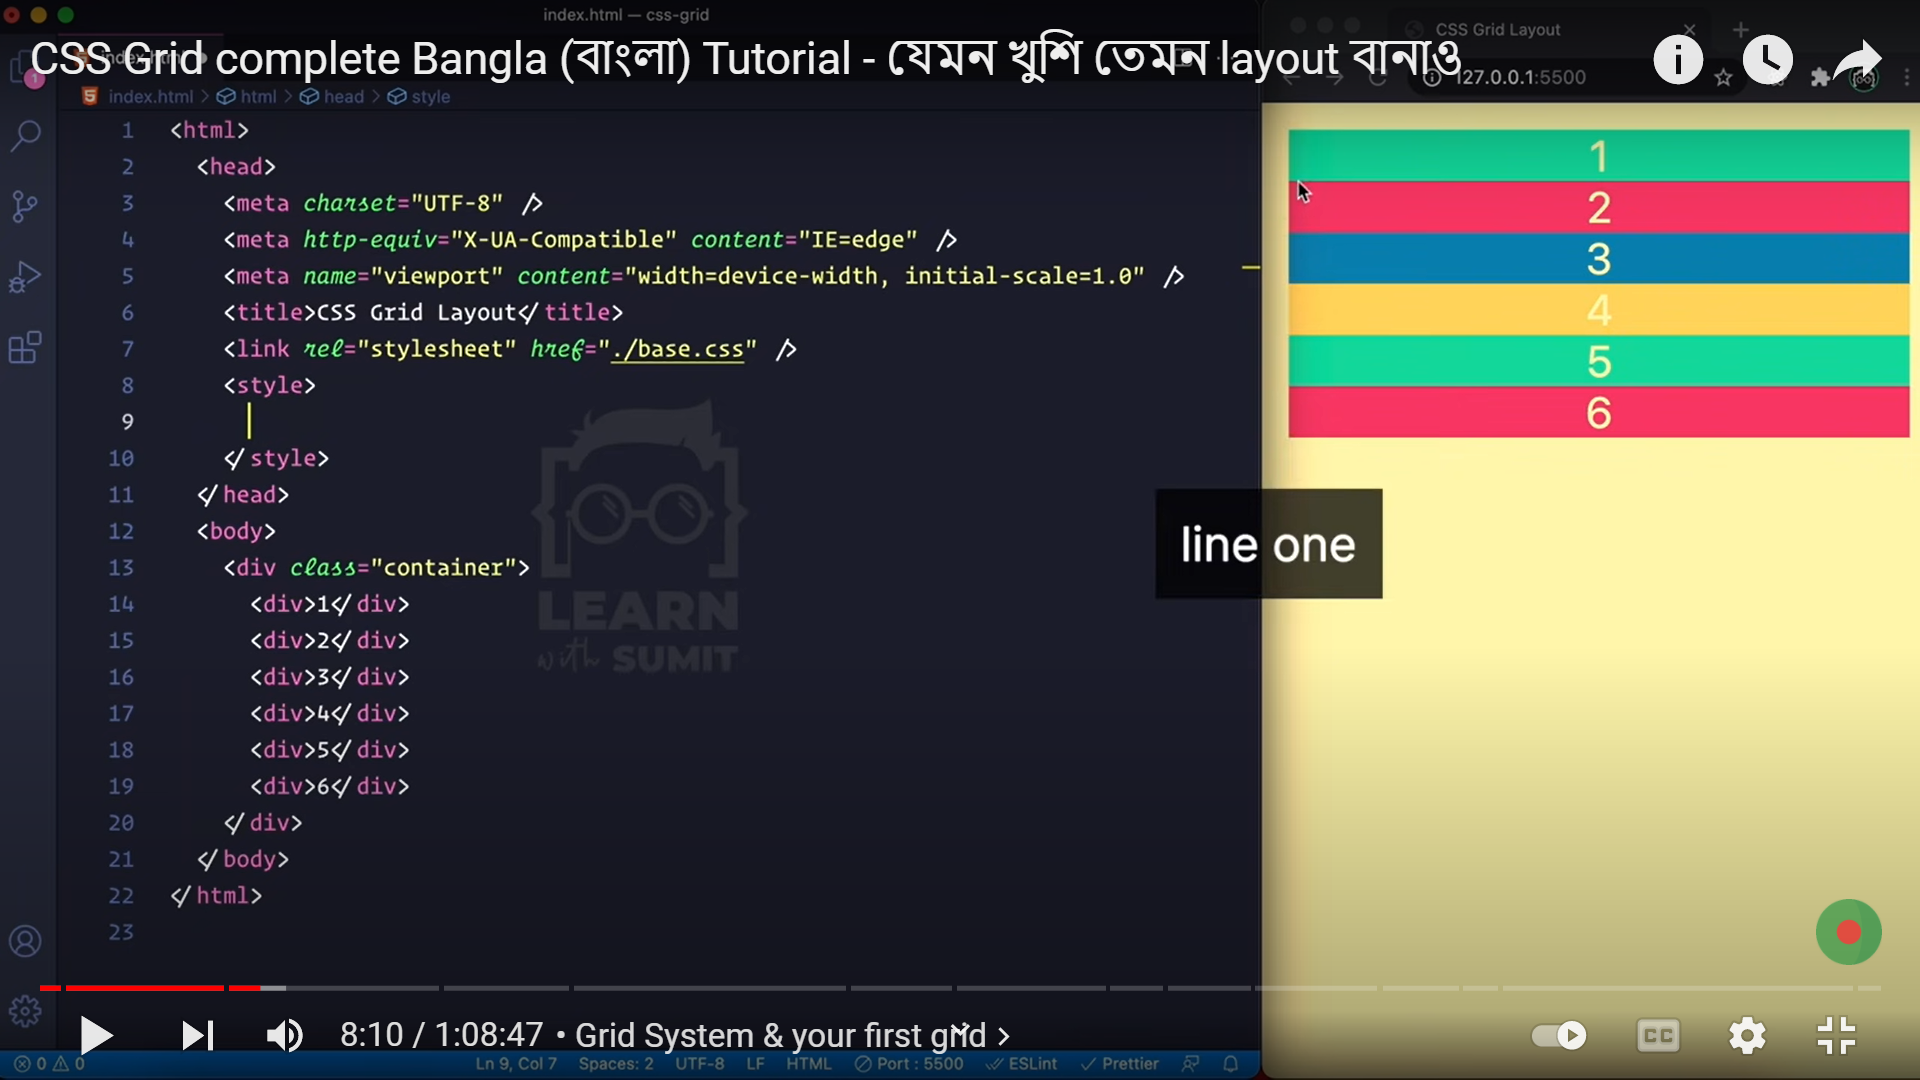 index.html — css-grid
CSS Grid Layout
CSS Grid complete Bangla (বাংলা) Tutorial - যেমন খুশি তেমন layout বানাও
127.0.0.1:5500
index.html > html > head > style
1 <html>
2 <head>
3 <meta charset="UTF-8" />
4 <meta http-equiv="X-UA-Compatible" content="IE=edge" />
5 <meta name="viewport" content="width=device-width, initial-scale=1.0" />
6 <title>CSS Grid Layout</title>
7 <link rel="stylesheet" href="./base.css" />
8 <style>
9
10 </style>
11 </head>
12 <body>
13 <div class="container">
14 <div>1</div>
15 <div>2</div>
16 <div>3</div>
17 <div>4</div>
18 <div>5</div>
19 <div>6</div>
20 </div>
21 </body>
22 </html>
23
1
2
3
4
5
6
line one
LEARN
with SUMIT
1
8:10 / 1:08:47 • Grid System & your first grid >
CC
0 0 Ln 9, Col 7 Spaces: 2 UTF-8 LF HTML Port : 5500 ESLint Prettier